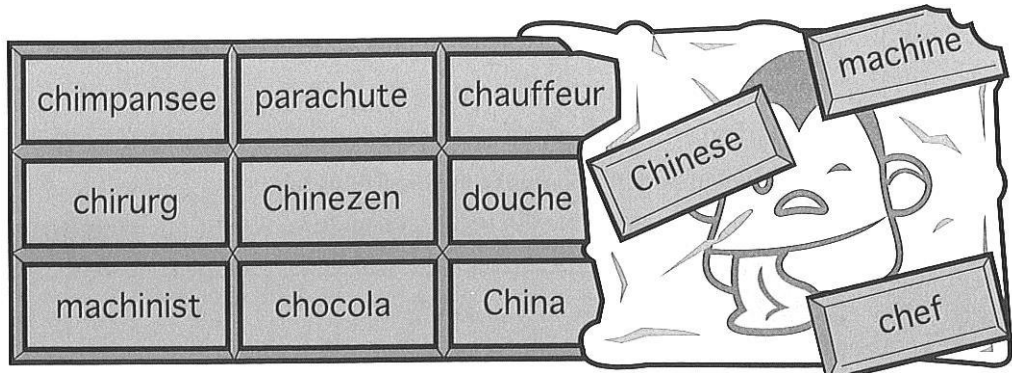 chimpansee parachute chauffeur
chirurg Chinezen douche
machinist chocola China
machine
Chinese
chef